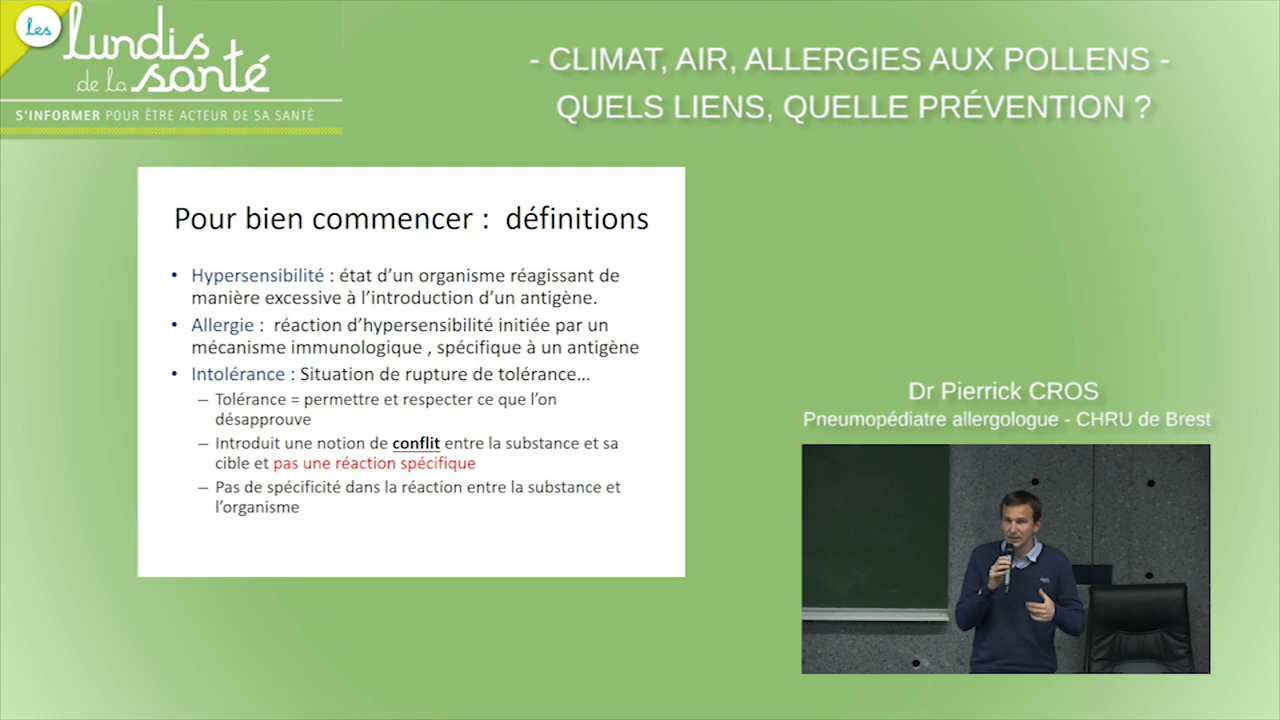 Les
lundis
de la santé
S'INFORMER POUR ÊTRE ACTEUR DE SA SANTÉ
- CLIMAT, AIR, ALLERGIES AUX POLLENS -
QUELS LIENS, QUELLE PRÉVENTION ?
Pour bien commencer : définitions
• Hypersensibilité : état d'un organisme réagissant de
manière excessive à l'introduction d'un antigène.
• Allergie : réaction d'hypersensibilité initiée par un
mécanisme immunologique , spécifique à un antigène
• Intolérance : Situation de rupture de tolérance...
– Tolérance = permettre et respecter ce que l'on
désapprouve
– Introduit une notion de conflit entre la substance et sa
cible et pas une réaction spécifique
– Pas de spécificité dans la réaction entre la substance et
l'organisme
Dr Pierrick CROS
Pneumopédiatre allergologue - CHRU de Brest